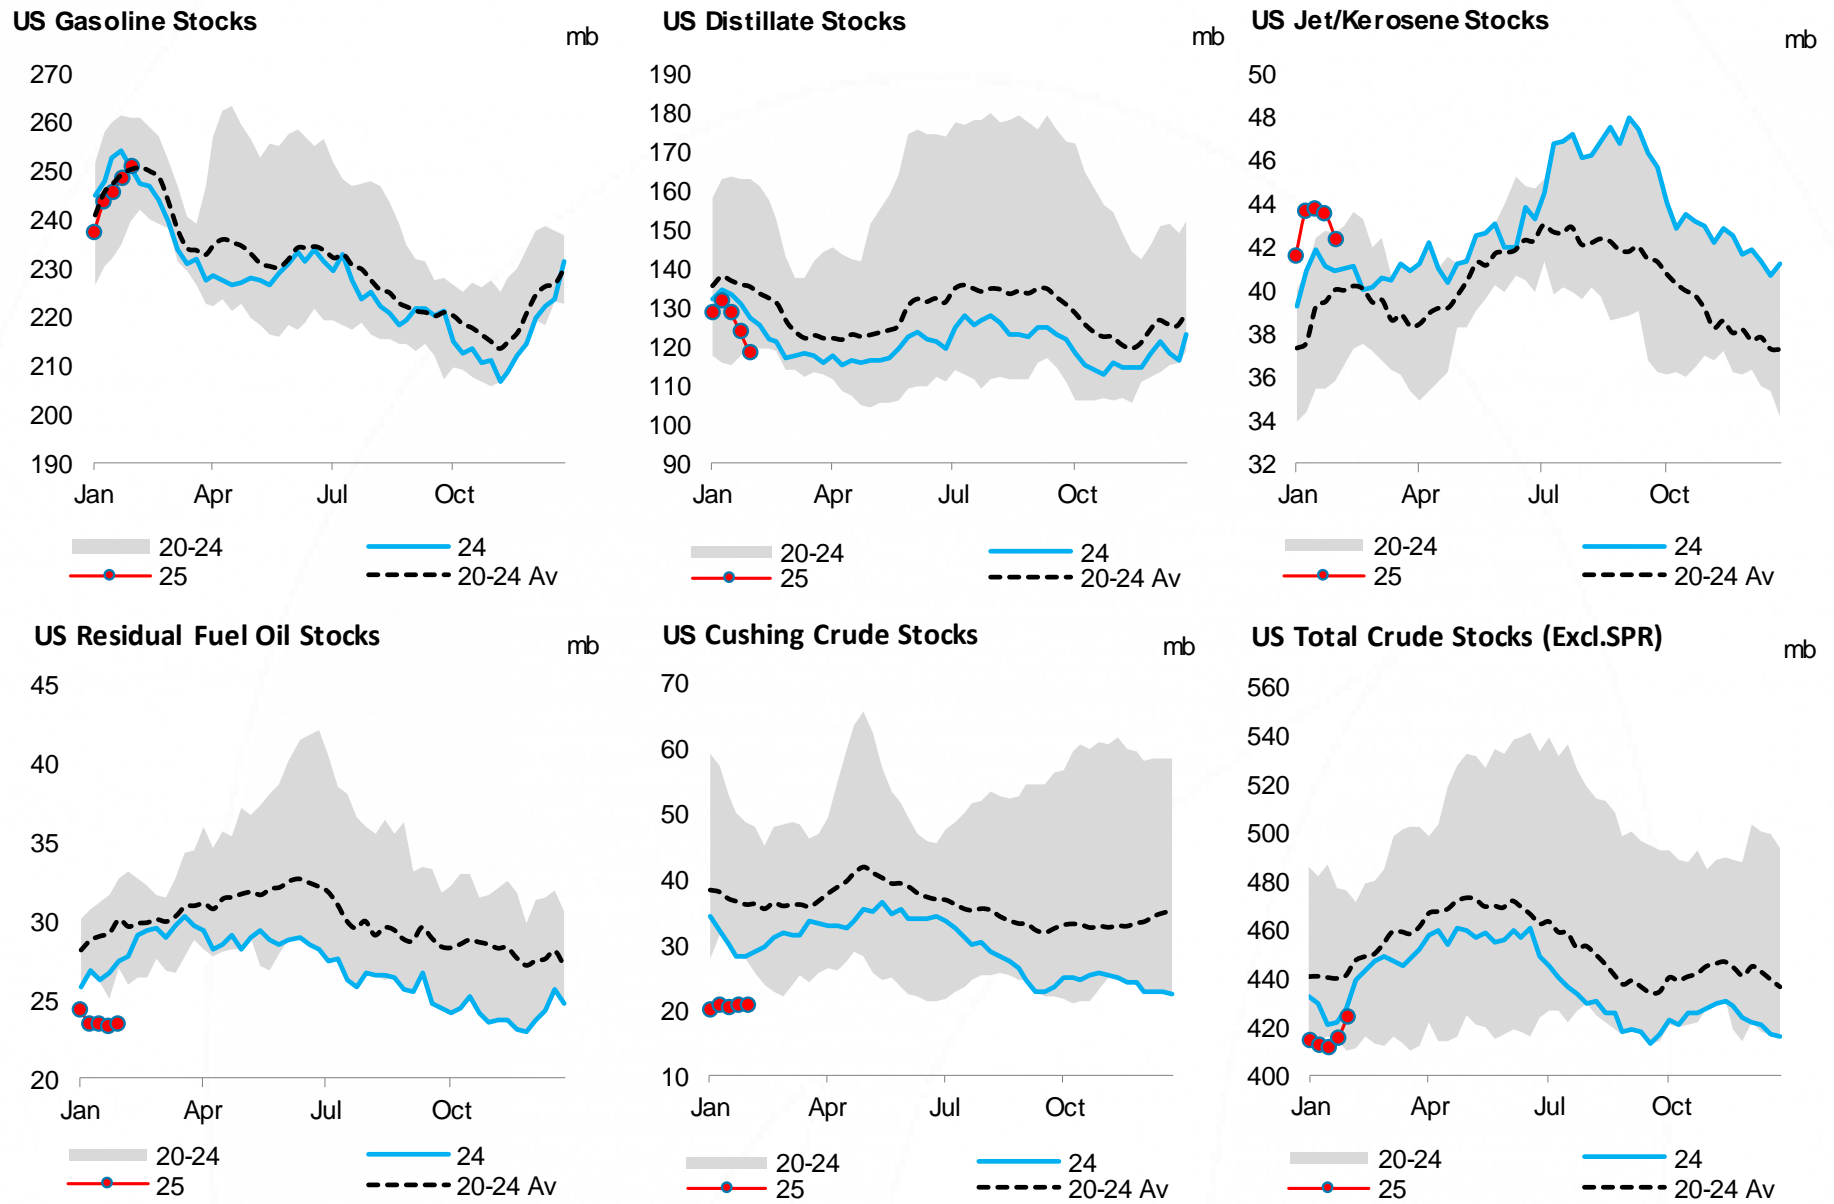 US Gasoline Stocks
mb
270
260
250
240
230
220
210
200
190
Jan Apr Jul Oct
20-24 24
25 20-24 Av
US Distillate Stocks
mb
190
180
170
160
150
140
130
120
110
100
90
Jan Apr Jul Oct
20-24 24
25 20-24 Av
US Jet/Kerosene Stocks
mb
50
48
46
44
42
40
38
36
34
32
Jan Apr Jul Oct
20-24 24
25 20-24 Av
US Residual Fuel Oil Stocks
mb
45
40
35
30
25
20
Jan Apr Jul Oct
20-24 24
25 20-24 Av
US Cushing Crude Stocks
mb
70
60
50
40
30
20
10
Jan Apr Jul Oct
20-24 24
25 20-24 Av
US Total Crude Stocks (Excl.SPR)
mb
560
540
520
500
480
460
440
420
400
Jan Apr Jul Oct
20-24 24
25 20-24 Av